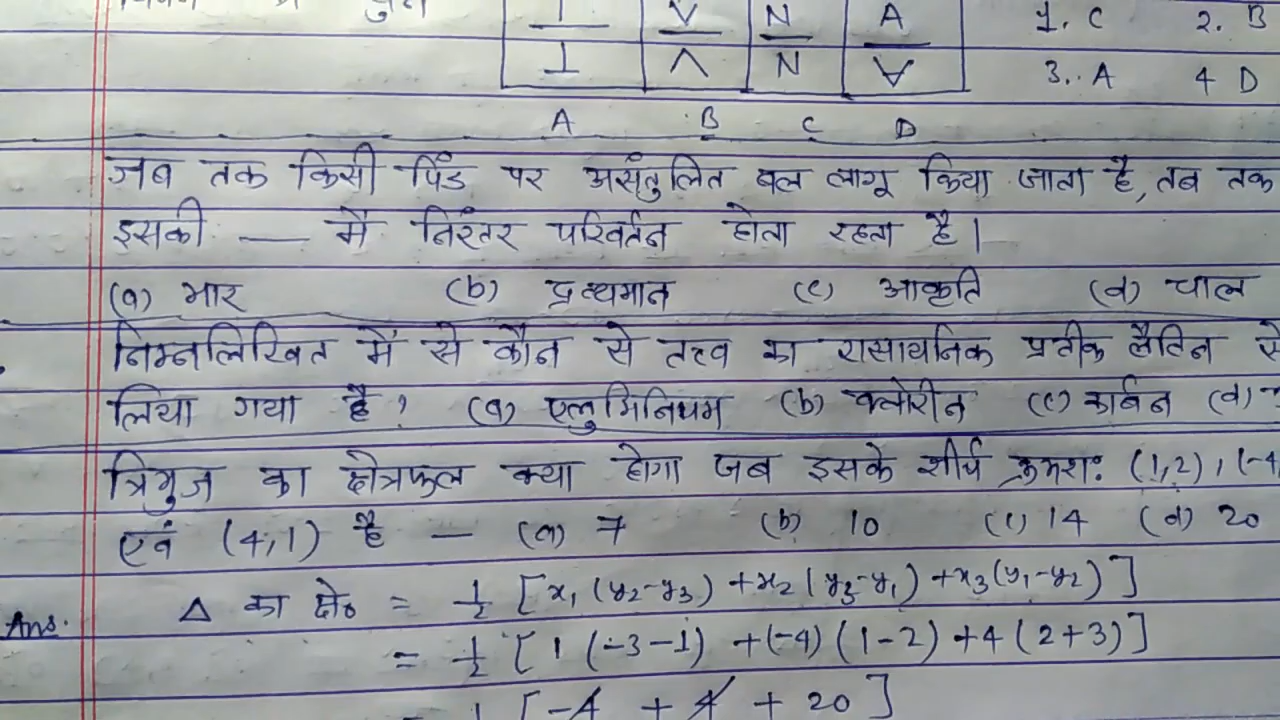 T V N A 1. C 2. B
⊥ Λ N ∀ 3. A 4 D
A B C D
जब तक किसी पिंड पर असंतुलित बल लागू किया जाता है, तब तक
इसकी — में निरंतर परिवर्तन होता रहता है।
(a) भार (b) द्रव्यमान (c) आकृति (d) चाल
निम्नलिखित में से कौन से तत्त्व का रासायनिक प्रतीक लैटिन से
लिया गया है? (a) एलुमिनियम (b) क्लोरीन (c) कार्बन (d)
त्रिभुज का क्षेत्रफल क्या होगा जब इसके शीर्ष क्रमशः (1,2), (-4
एवं (4,1) है — (a) 7 (b) 10 (c) 14 (d) 20
Ans. Δ का क्षे० = 1/2 [x₁ (y₂-y₃) + x₂ (y₃-y₁) + x₃ (y₁-y₂)]
= 1/2 [1 (-3-1) + (-4) (1-2) + 4 (2+3)]
[-4 + 4 + 20]